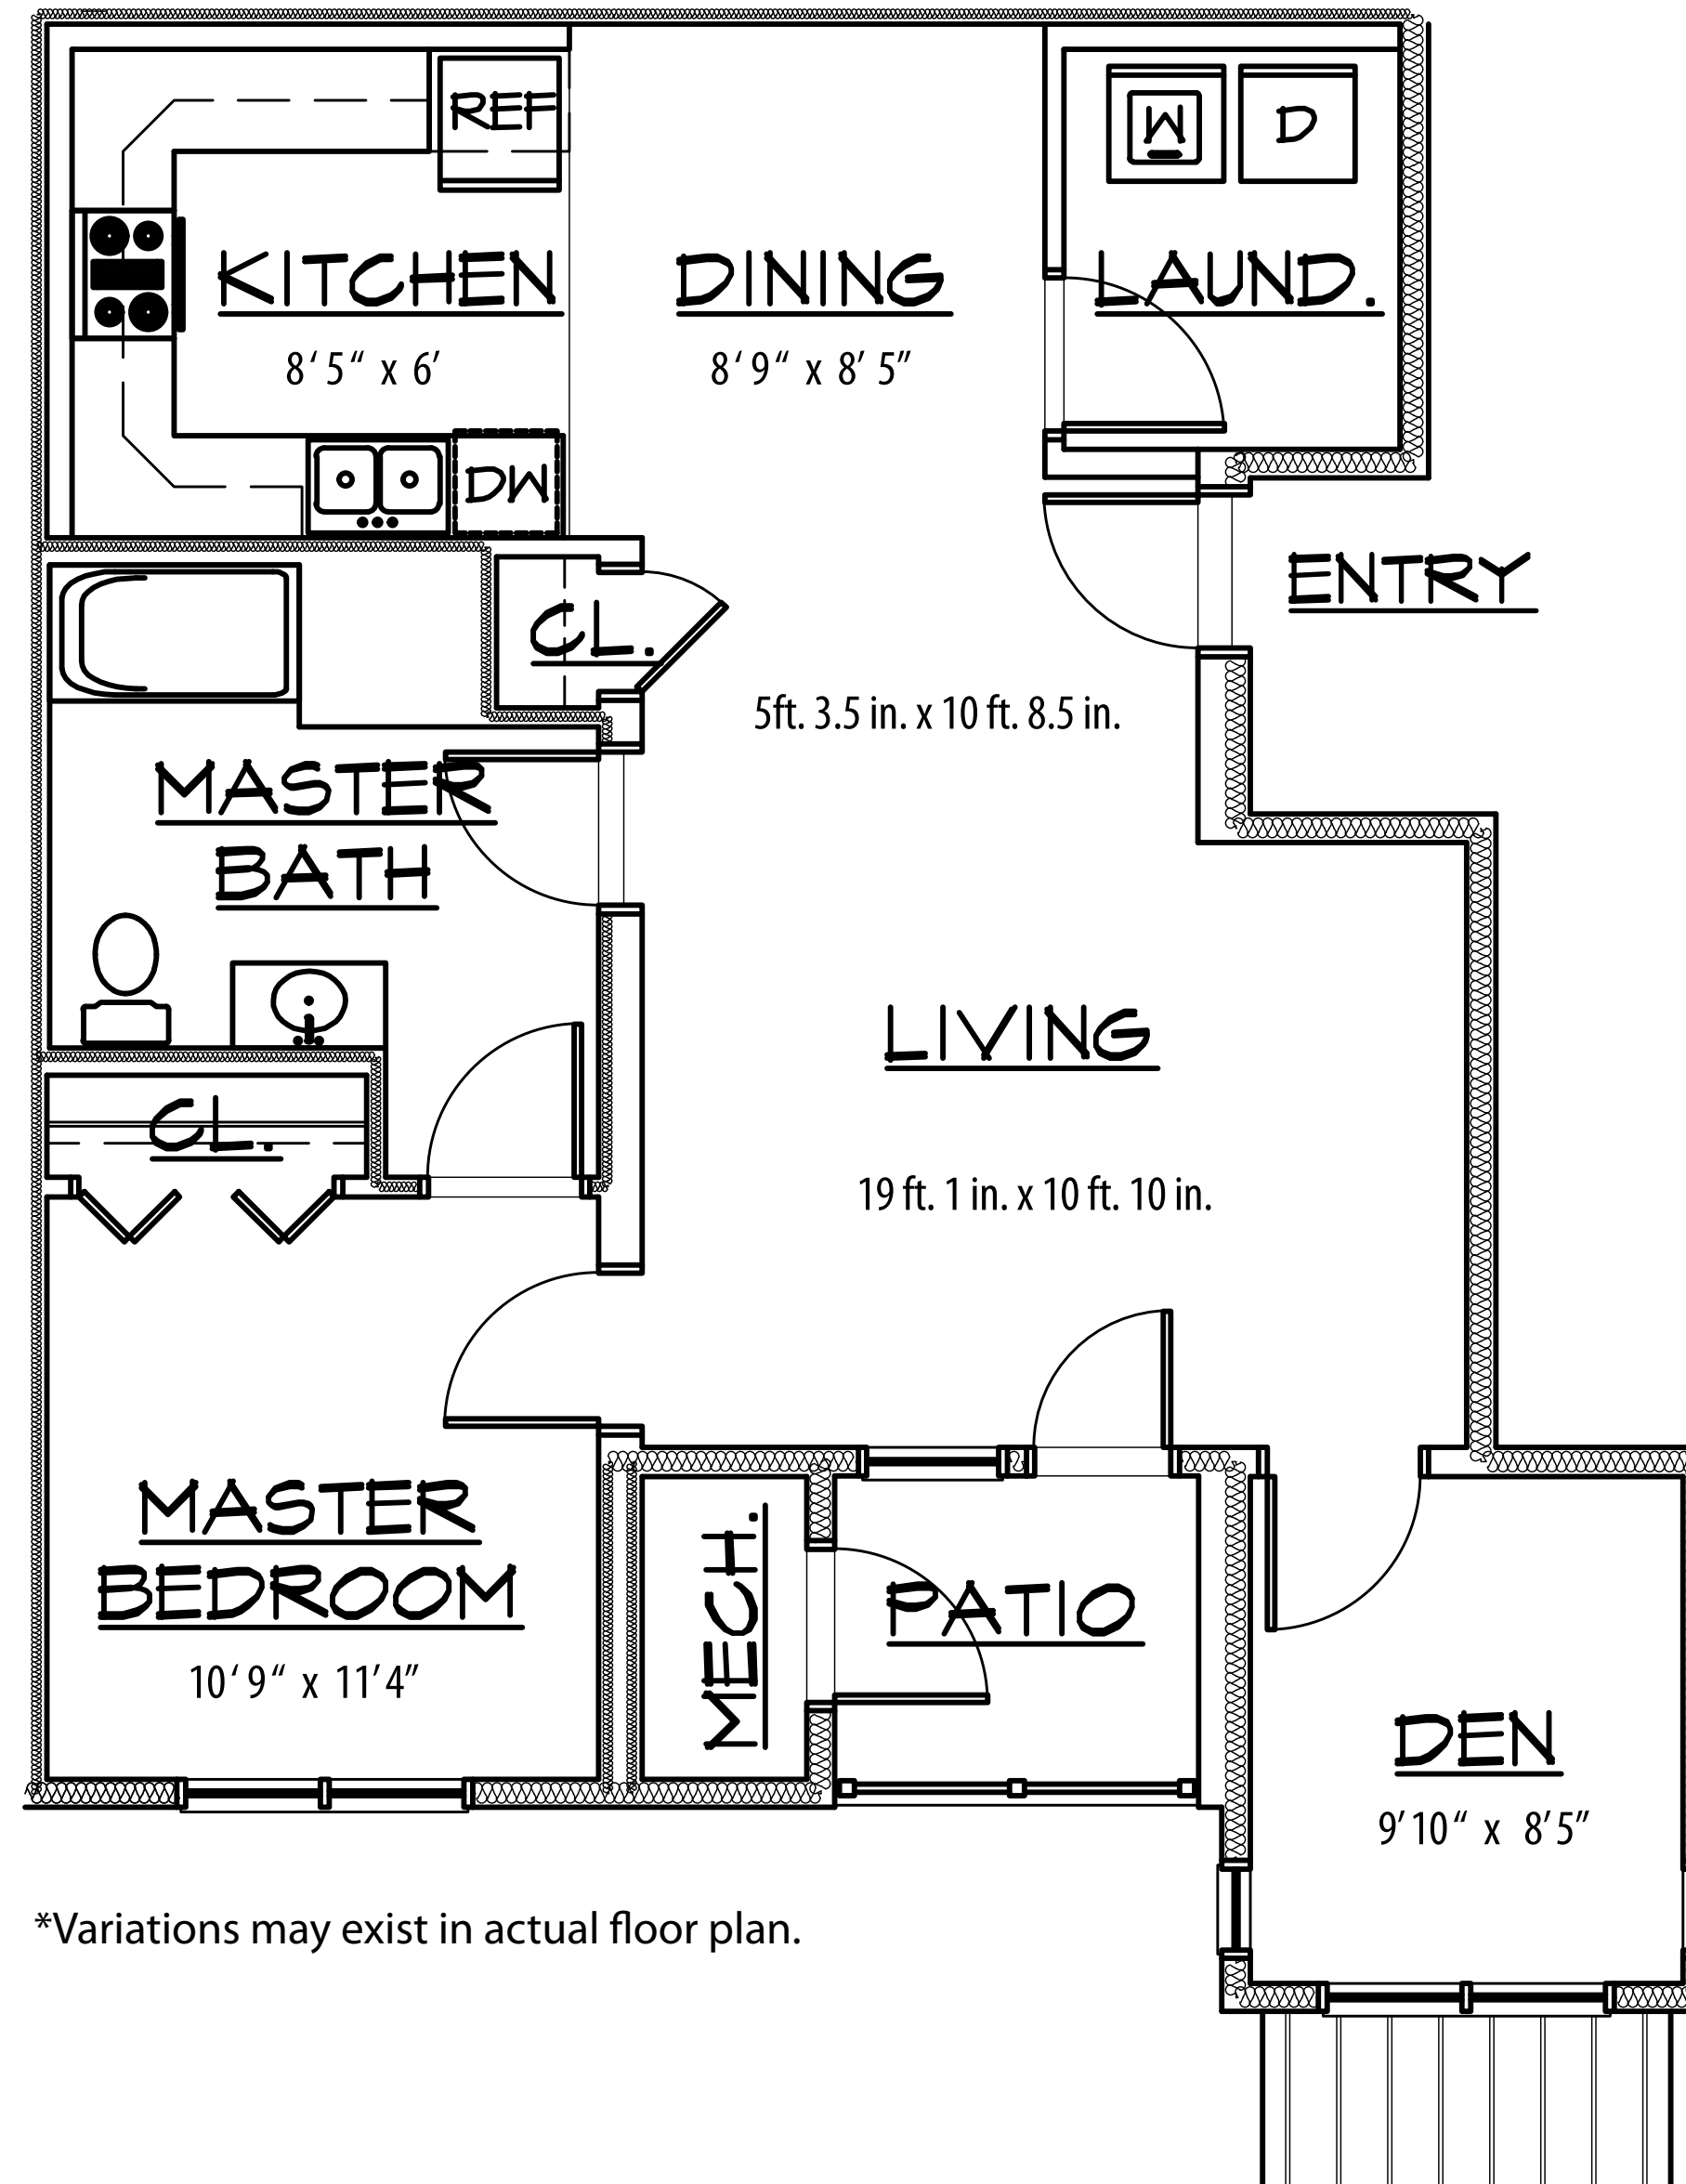 REF
W
D
KITCHEN
8‘ 5“ x 6’
DINING
8‘ 9“ x 8’ 5”
LAUND.
DW
ENTRY
CL.
5ft. 3.5 in. x 10 ft. 8.5 in.
MASTER
BATH
LIVING
CL.
19 ft. 1 in. x 10 ft. 10 in.
MASTER
BEDROOM
10‘ 9“ x 11’ 4”
MECH.
PATIO
DEN
9’ 10“ x 8’ 5”
*Variations may exist in actual floor plan.